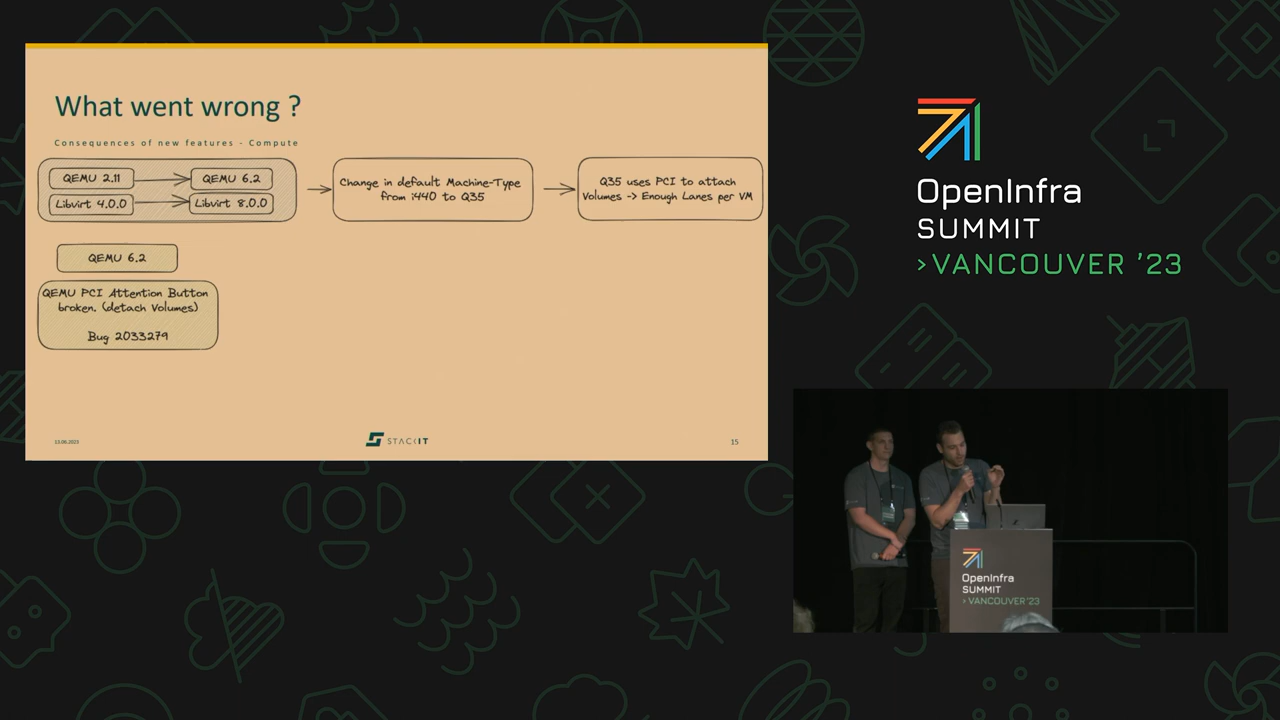 What went wrong ?
Consequences of new features - Compute
QEMU 2.11
QEMU 6.2
Libvirt 4.0.0
Libvirt 8.0.0
Change in default Machine-Type
from i440 to Q35
Q35 uses PCI to attach
Volumes -> Enough Lanes per VM
QEMU 6.2
QEMU PCI Attention Button
broken. (detach Volumes)
Bug 2033279
13.06.2023
STACKIT
15
OpenInfra
SUMMIT
>VANCOUVER '23
OpenInfra
SUMMIT
>VANCOUVER '23